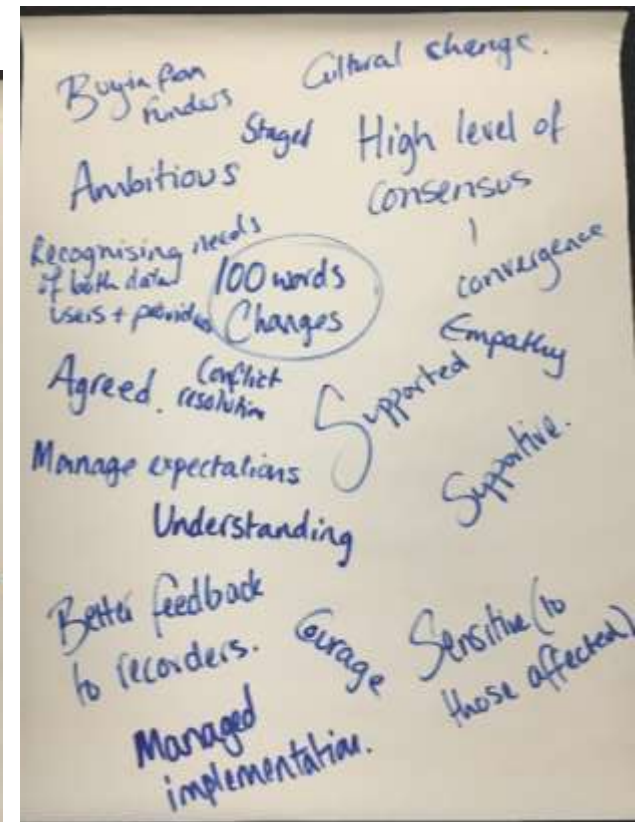 Buyin from
funders
Cultural change.
Staged
High level of
consensus
Ambitious
convergence
Recognising needs
of both data
users + providers
100 words
Changes
Empathy
Supported
Agreed.
Conflict
resolution
Manage expectations
Supportive.
Understanding
Better feedback
to recorders.
Courage
Sensitive (to
those affected)
Managed
implementation.